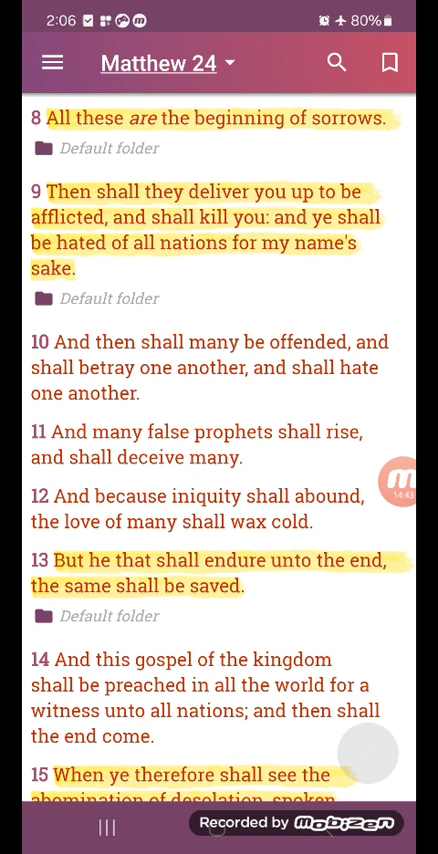 2:06 80%
Matthew 24
8 All these are the beginning of sorrows.
Default folder
9 Then shall they deliver you up to be
afflicted, and shall kill you: and ye shall
be hated of all nations for my name's
sake.
Default folder
10 And then shall many be offended, and
shall betray one another, and shall hate
one another.
11 And many false prophets shall rise,
and shall deceive many.
12 And because iniquity shall abound,
the love of many shall wax cold.
m
14:43
13 But he that shall endure unto the end,
the same shall be saved.
Default folder
14 And this gospel of the kingdom
shall be preached in all the world for a
witness unto all nations; and then shall
the end come.
15 When ye therefore shall see the
abomination of desolation, spoken
Recorded by mobizen